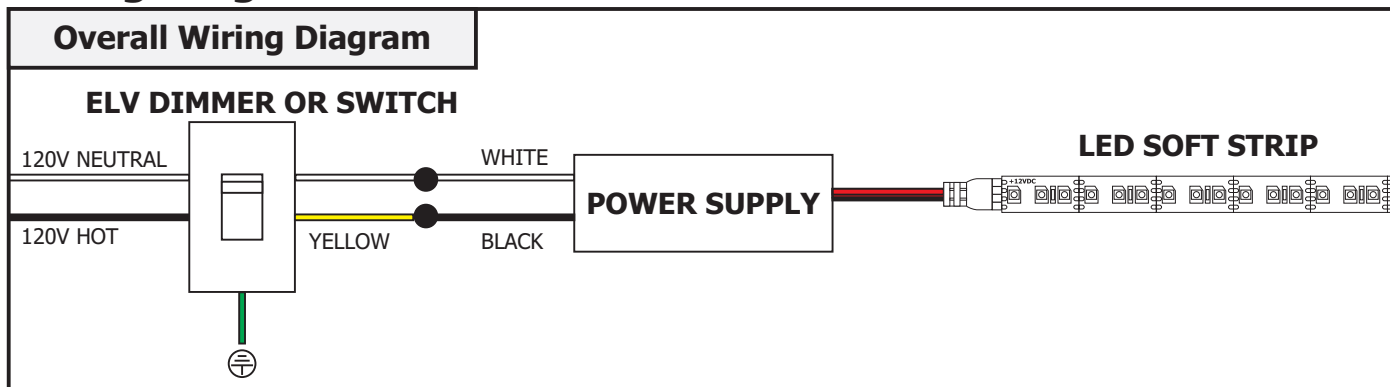 Overall Wiring Diagram
ELV DIMMER OR SWITCH
120V NEUTRAL
WHITE
LED SOFT STRIP
+12VDC
POWER SUPPLY
120V HOT
YELLOW
BLACK